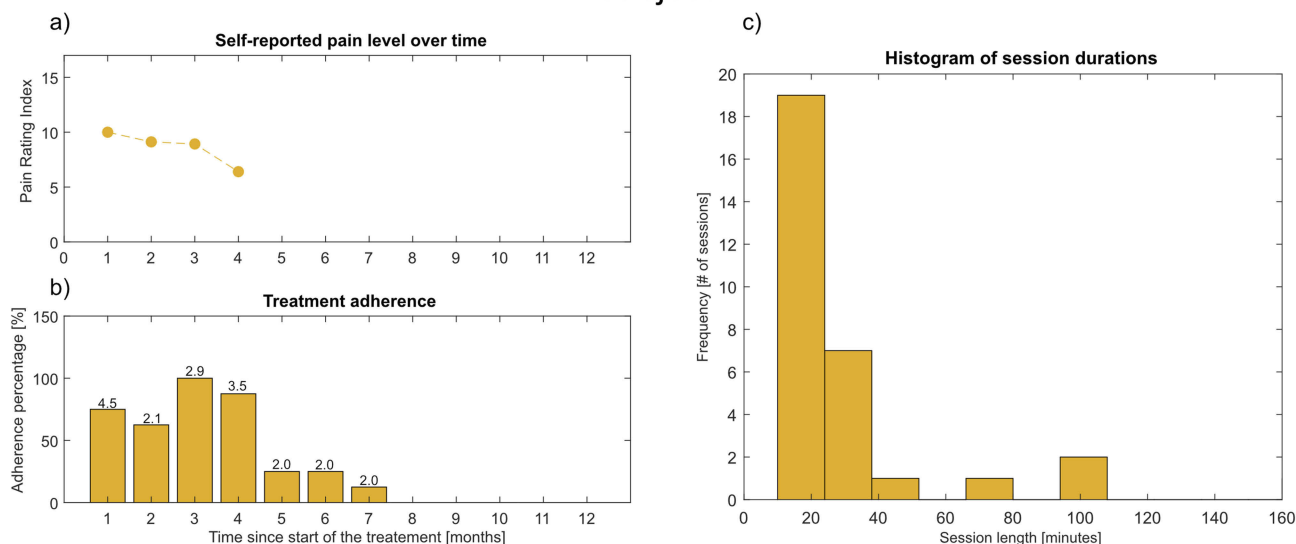 a)
Self-reported pain level over time
Pain Rating Index
15
10
5
0
0 1 2 3 4 5 6 7 8 9 10 11 12
b)
Treatment adherence
Adherence percentage [%]
150
100
50
0
4.5 2.1 2.9 3.5 2.0 2.0 2.0
1 2 3 4 5 6 7 8 9 10 11 12
Time since start of the treatement [months]
c)
Histogram of session durations
Frequency [# of sessions]
20
18
16
14
12
10
8
6
4
2
0
0 20 40 60 80 100 120 140 160
Session length [minutes]